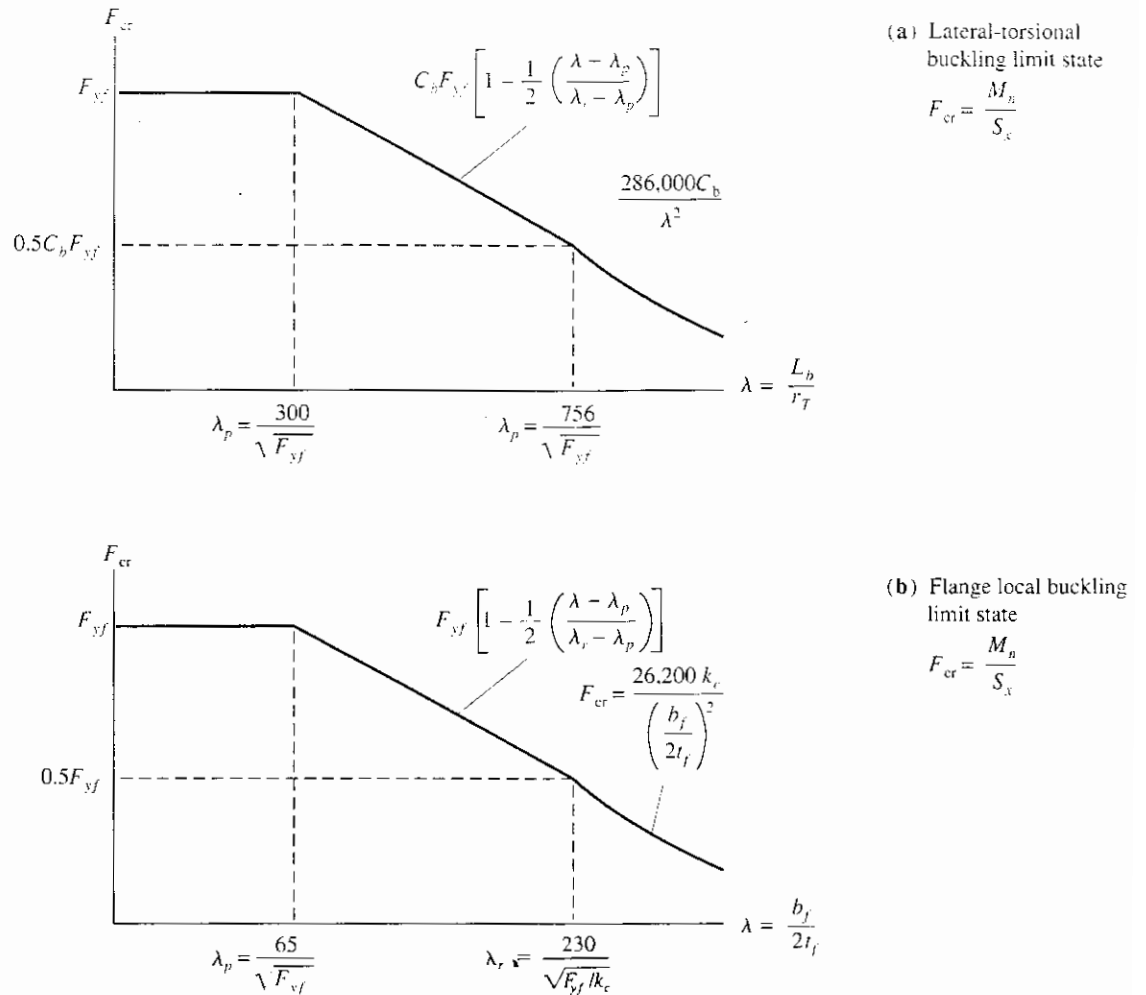 F_cr
(a) Lateral-torsional
buckling limit state
F_cr = M_n / S_x
F_yf
C_b F_yf [1 − 1/2 ((λ − λ_p) / (λ_r − λ_p))]
286,000C_b / λ²
0.5C_b F_yf
λ = L_b / r_T
λ_p = 300 / √F_yf
λ_p = 756 / √F_yf
F_cr
(b) Flange local buckling
limit state
F_cr = M_n / S_x
F_yf
F_yf [1 − 1/2 ((λ − λ_p) / (λ_r − λ_p))]
F_cr = 26,200 k_c / (b_f / 2t_f)²
0.5F_yf
λ = b_f / 2t_f
λ_p = 65 / √F_yf
λ_r = 230 / √F_yf /k_c